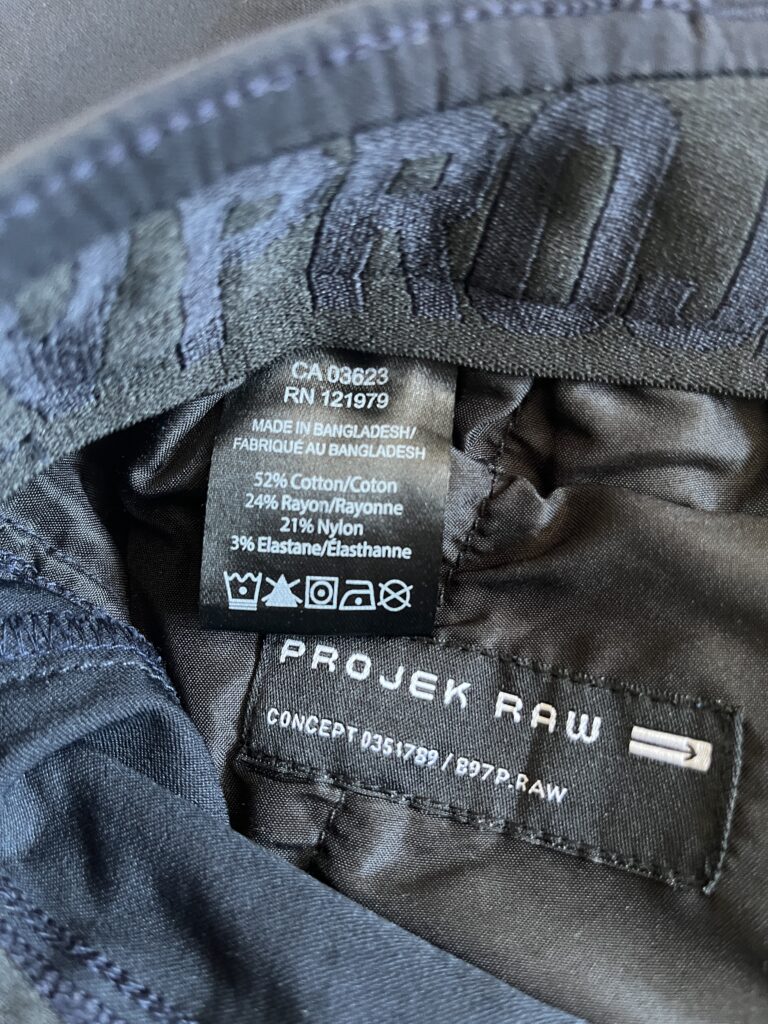 PROJ
CA 03623
RN 121979
MADE IN BANGLADESH/
FABRIQUÉ AU BANGLADESH
52% Cotton/Coton
24% Rayon/Rayonne
21% Nylon
3% Elastane/Élasthanne
PROJEK RAW
CONCEPT 0351789 / 897P.RAW